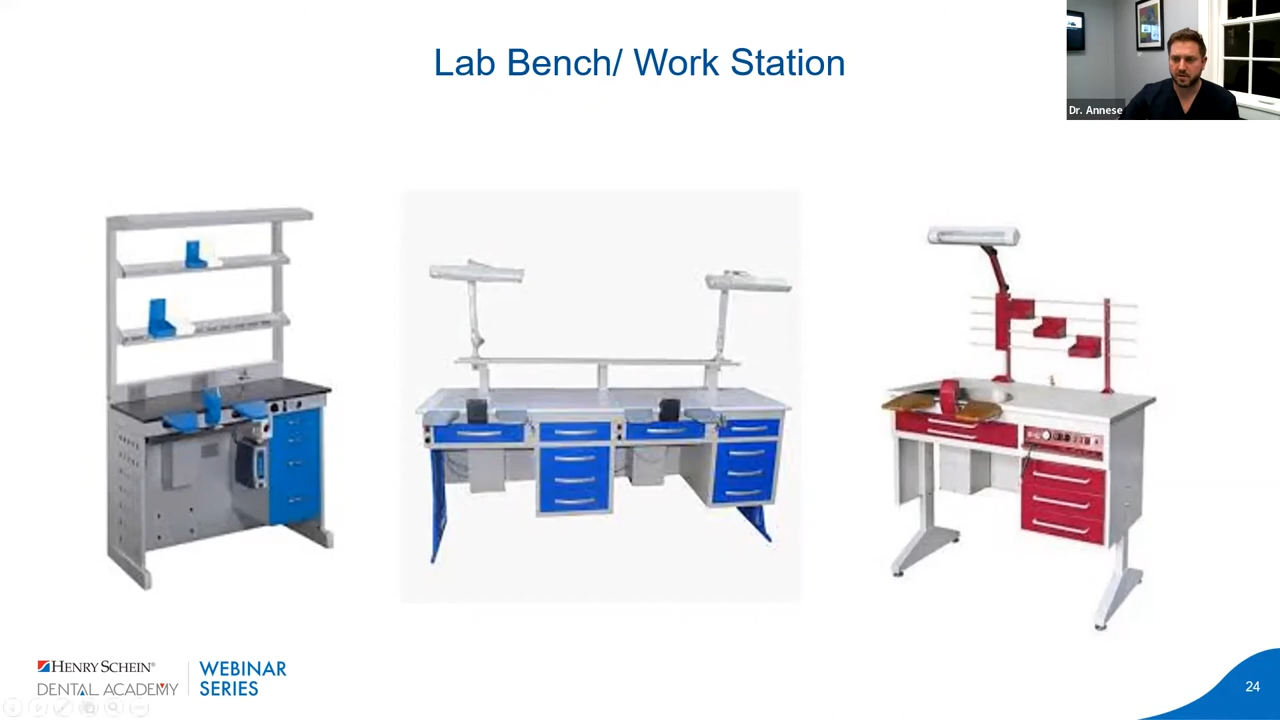 Lab Bench/ Work Station
Dr. Annese
HENRY SCHEIN®
DENTAL ACADEMY
WEBINAR
SERIES
24